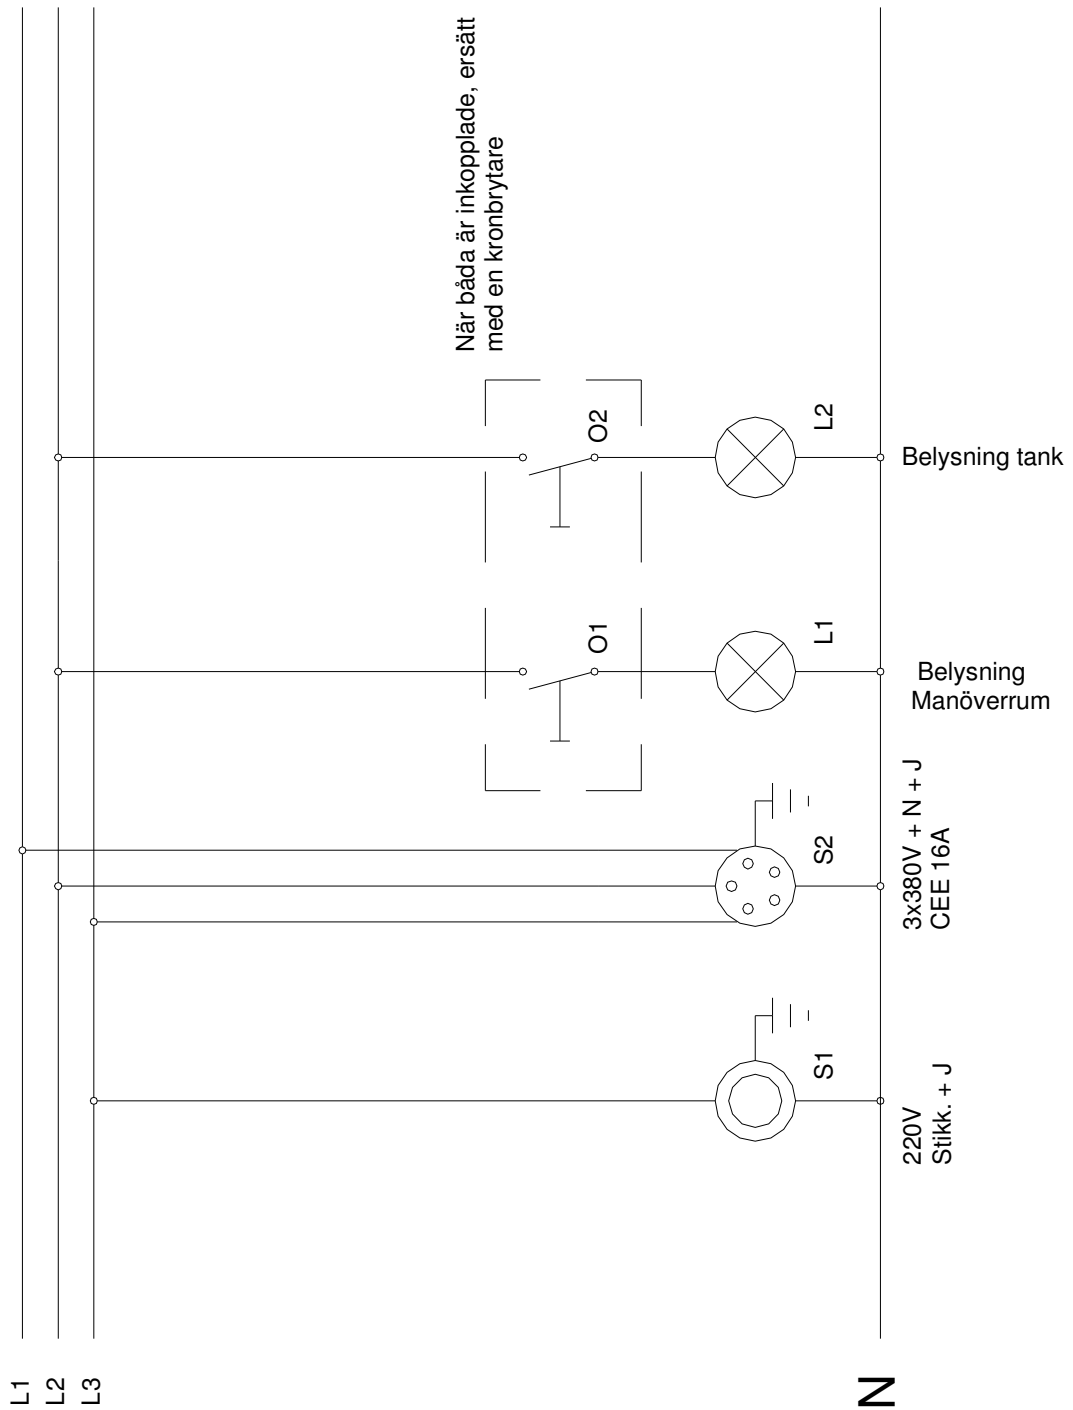 L1
L2
L3
N
När båda är inkopplade, ersätt
med en kronbrytare
O1
O2
S1
S2
L1
L2
220V
Stikk. + J
3x380V + N + J
CEE 16A
Belysning
Manöverrum
Belysning tank